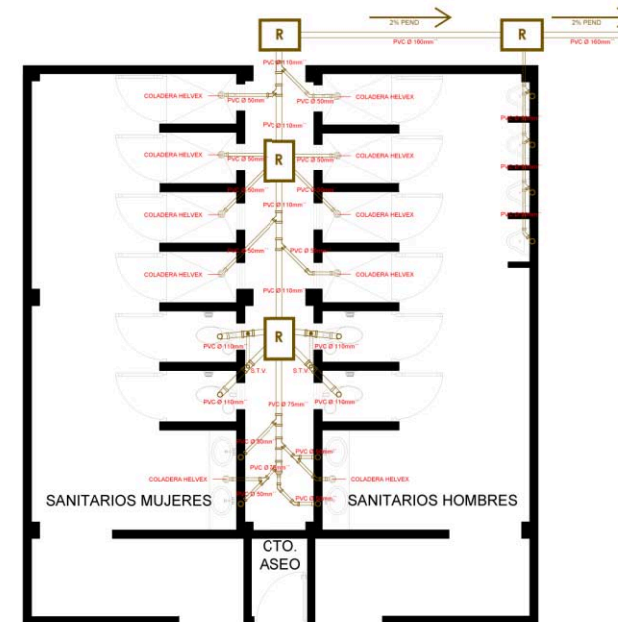 2% PEND
2% PEND
R
R
PVC Ø 160mm
PVC Ø 160mm
PVC Ø 110mm
COLADERA HELVEX
COLADERA HELVEX
PVC Ø 50mm
PVC Ø 50mm
PVC Ø 110mm
COLADERA HELVEX
R
COLADERA HELVEX
PVC Ø 50mm
PVC Ø 50mm
COLADERA HELVEX
PVC Ø 110mm
COLADERA HELVEX
COLADERA HELVEX
COLADERA HELVEX
PVC Ø 110mm
R
PVC Ø 110mm
PVC Ø 110mm
S.T.V.
S.T.V.
PVC Ø 110mm
PVC Ø 75mm
PVC Ø 110mm
COLADERA HELVEX
COLADERA HELVEX
SANITARIOS MUJERES
SANITARIOS HOMBRES
CTO.
ASEO